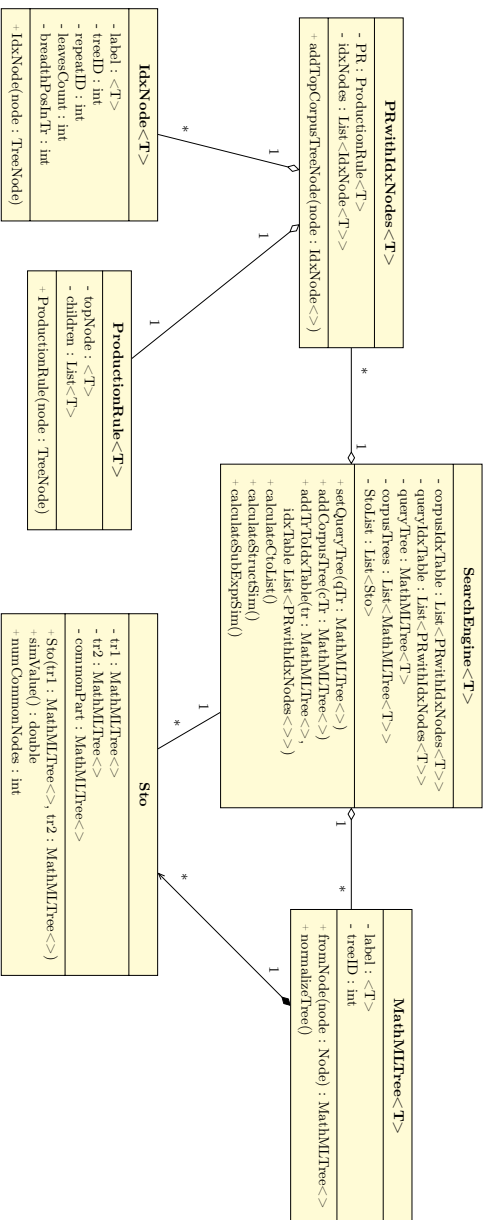 PRwithIdxNodes<T>
- PR : ProductionRule<T>
- idxNodes : List<IdxNode<T>>
+ addTopCorpusTreeNode(node : IdxNode<>)
*
1
SearchEngine<T>
- corpusIdxTable : List<PRwithIdxNodes<T>>
- queryIdxTable : List<PRwithIdxNodes<T>>
- queryTree : MathMLTree<T>
- corpusTrees : List<MathMLTree<T>>
- StoList : List<Sto>
+ setQueryTree(qTr : MathMLTree<>)
+ addCorpusTree(cTr : MathMLTree<>)
+ addTrToIdxTable(tr : MathMLTree<>,
idxTable List<PRwithIdxNodes<>>)
+ calculateCtoList()
+ calculateStructSim()
+ calculateSubExprSim()
1
*
MathMLTree<T>
- label : <T>
- treeID : int
+ fromNode(node : Node) : MathMLTree<>
+ normalizeTree()
1
*
1
1
1
*
1
*
IdxNode<T>
- label : <T>
- treeID : int
- repeatID : int
- leavesCount : int
- breadthPosInTr : int
+ IdxNode(node : TreeNode)
ProductionRule<T>
- topNode : <T>
- children : List<T>
+ ProductionRule(node : TreeNode)
Sto
- tr1 : MathMLTree<>
- tr2 : MathMLTree<>
- commonPart : MathMLTree<>
+ Sto(tr1 : MathMLTree<>, tr2 : MathMLTree<>)
+ simValue() : double
+ numCommonNodes : int